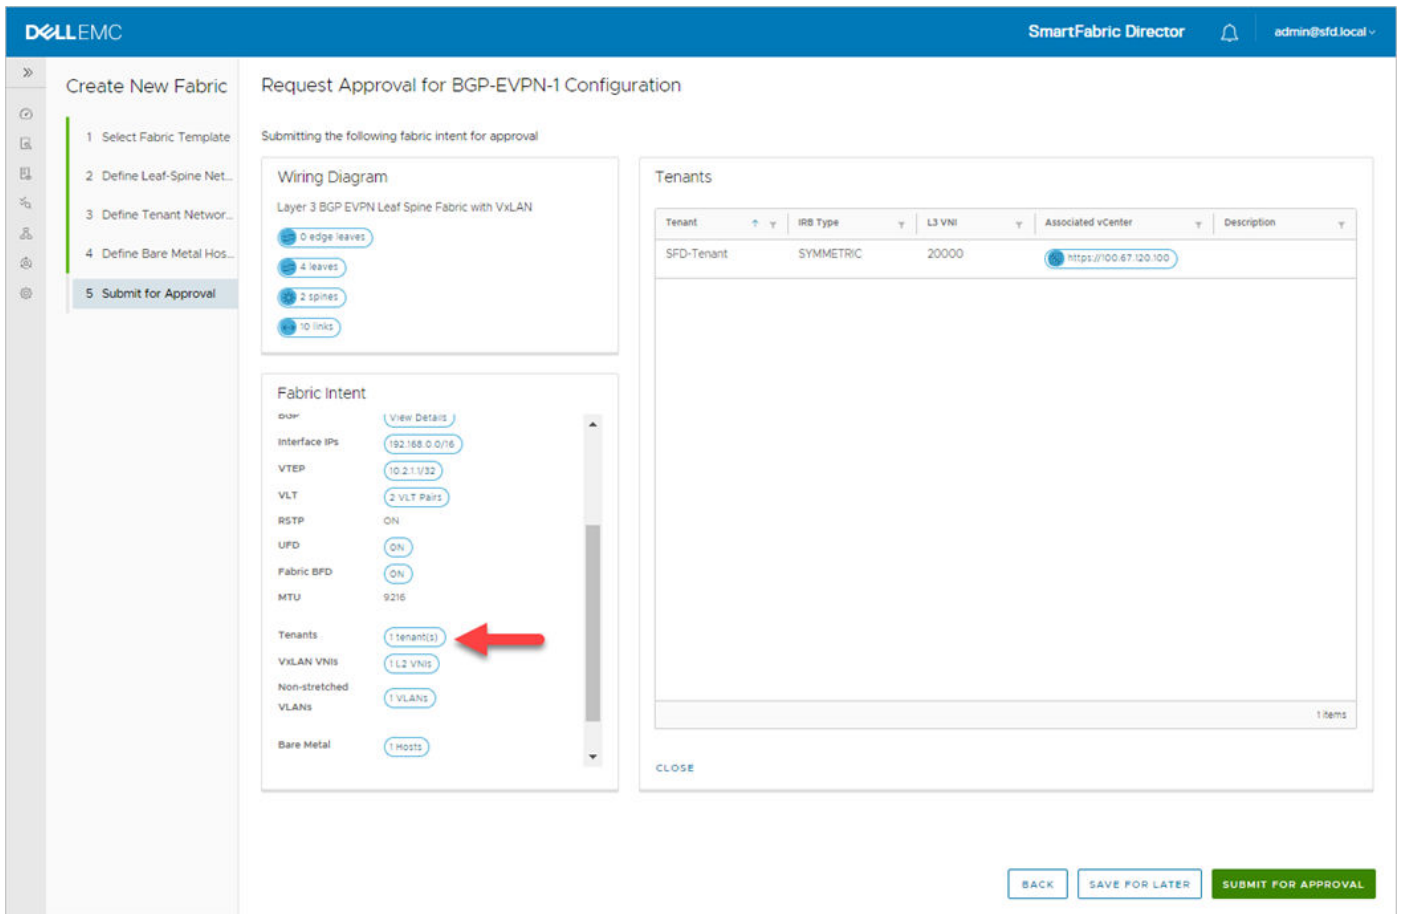 DELLEMC
SmartFabric Director
admin@sfd.local
Create New Fabric
1 Select Fabric Template
2 Define Leaf-Spine Net...
3 Define Tenant Networ...
4 Define Bare Metal Hos...
5 Submit for Approval
Request Approval for BGP-EVPN-1 Configuration
Submitting the following fabric intent for approval
Wiring Diagram
Layer 3 BGP EVPN Leaf Spine Fabric with VxLAN
0 edge leaves
4 leaves
2 spines
10 links
Fabric Intent
BGP View Details
Interface IPs 192.168.0.0/16
VTEP 10.2.1.1/32
VLT 2 VLT Pairs
RSTP ON
UFD ON
Fabric BFD ON
MTU 9216
Tenants 1 tenant(s)
VxLAN VNIs 1 L2 VNIs
Non-stretched
VLANs 1 VLANs
Bare Metal 1 Hosts
Tenants
Tenant IRB Type L3 VNI Associated vCenter Description
SFD-Tenant SYMMETRIC 20000 https://100.67.120.100
1 items
CLOSE
BACK SAVE FOR LATER SUBMIT FOR APPROVAL